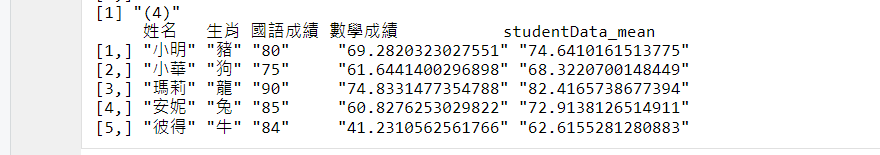 [1] "(4)"
姓名 生肖 國語成績 數學成績 studentData_mean
[1,] "小明" "豬" "80" "69.2820323027551" "74.6410161513775"
[2,] "小華" "狗" "75" "61.6441400296898" "68.3220700148449"
[3,] "瑪莉" "龍" "90" "74.8331477354788" "82.4165738677394"
[4,] "安妮" "兔" "85" "60.8276253029822" "72.9138126514911"
[5,] "彼得" "牛" "84" "41.2310562561766" "62.6155281280883"